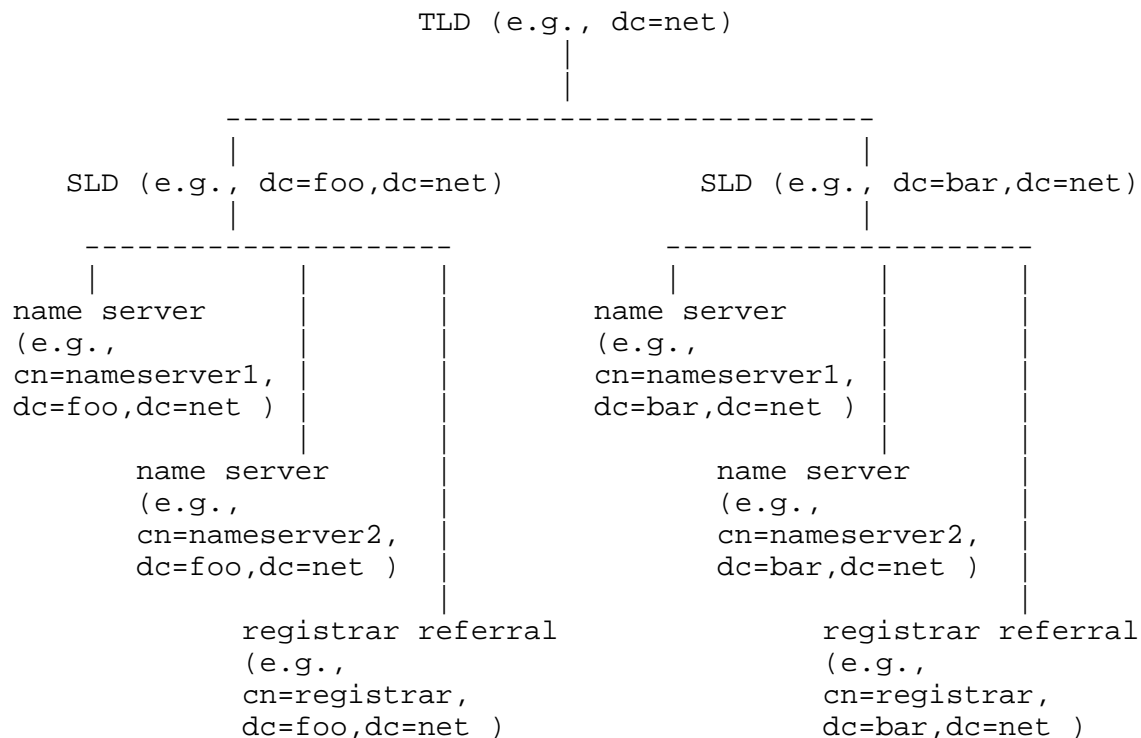 TLD (e.g., dc=net)
SLD (e.g., dc=foo,dc=net)
SLD (e.g., dc=bar,dc=net)
name server
(e.g.,
cn=nameserver1,
dc=foo,dc=net )
name server
(e.g.,
cn=nameserver1,
dc=bar,dc=net )
name server
(e.g.,
cn=nameserver2,
dc=foo,dc=net )
name server
(e.g.,
cn=nameserver2,
dc=bar,dc=net )
registrar referral
(e.g.,
cn=registrar,
dc=foo,dc=net )
registrar referral
(e.g.,
cn=registrar,
dc=bar,dc=net )